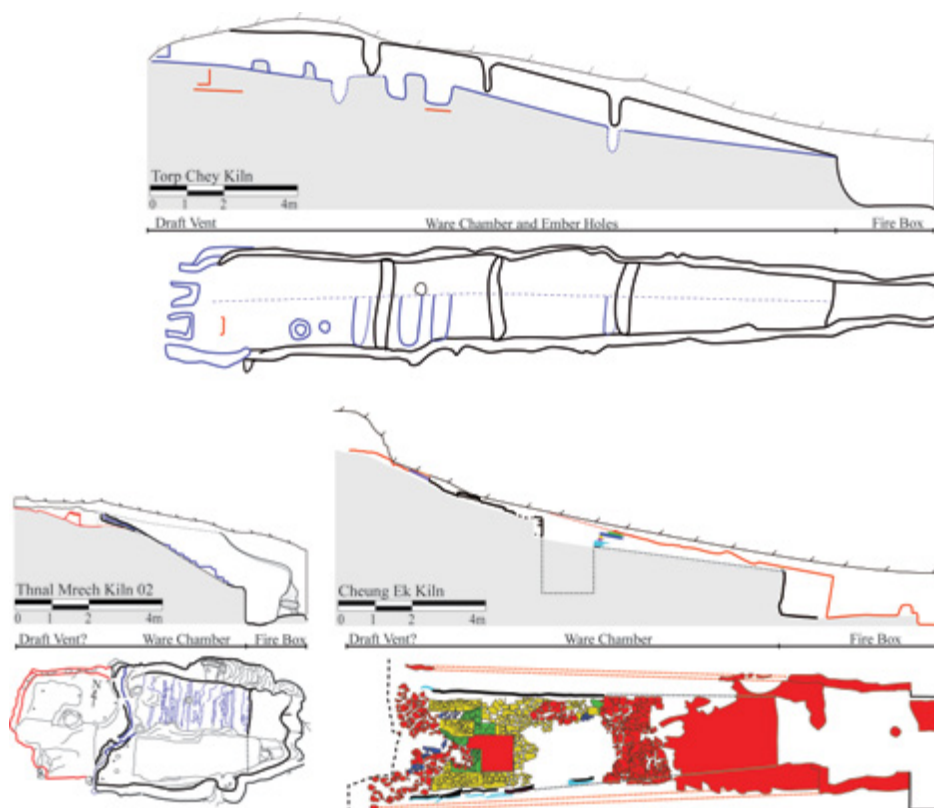 Torp Chey Kiln
0 1 2 4m
Draft Vent Ware Chamber and Ember Holes Fire Box
Thnal Mrech Kiln 02
0 1 2 4m
Draft Vent? Ware Chamber Fire Box
Cheung Ek Kiln
0 1 2 4m
Draft Vent? Ware Chamber Fire Box